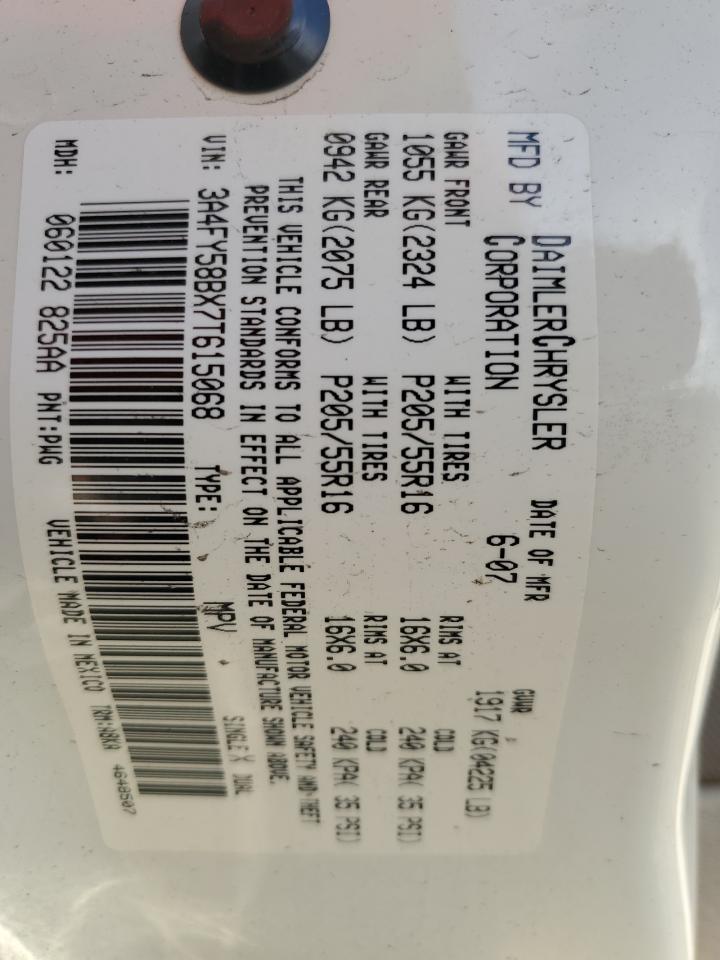 MFD BY DAIMLERCHRYSLER CORPORATION
DATE OF MFR 6-07
GVWR 1917 KG(04225 LB)
GAWR FRONT WITH TIRES RIMS AT COLD
1055 KG(2324 LB) P205/55R16 16X6.0 240 KPA( 35 PSI)
GAWR REAR WITH TIRES RIMS AT COLD
0942 KG(2075 LB) P205/55R16 16X6.0 240 KPA( 35 PSI)
THIS VEHICLE CONFORMS TO ALL APPLICABLE FEDERAL MOTOR VEHICLE SAFETY AND THEFT
PREVENTION STANDARDS IN EFFECT ON THE DATE OF MANUFACTURE SHOWN ABOVE.
VIN: 3A4FY58BX7T615068 TYPE: MPV SINGLE X DUAL
MDH: 060122 825AA PNT:PWG VEHICLE MADE IN MEXICO 4648507